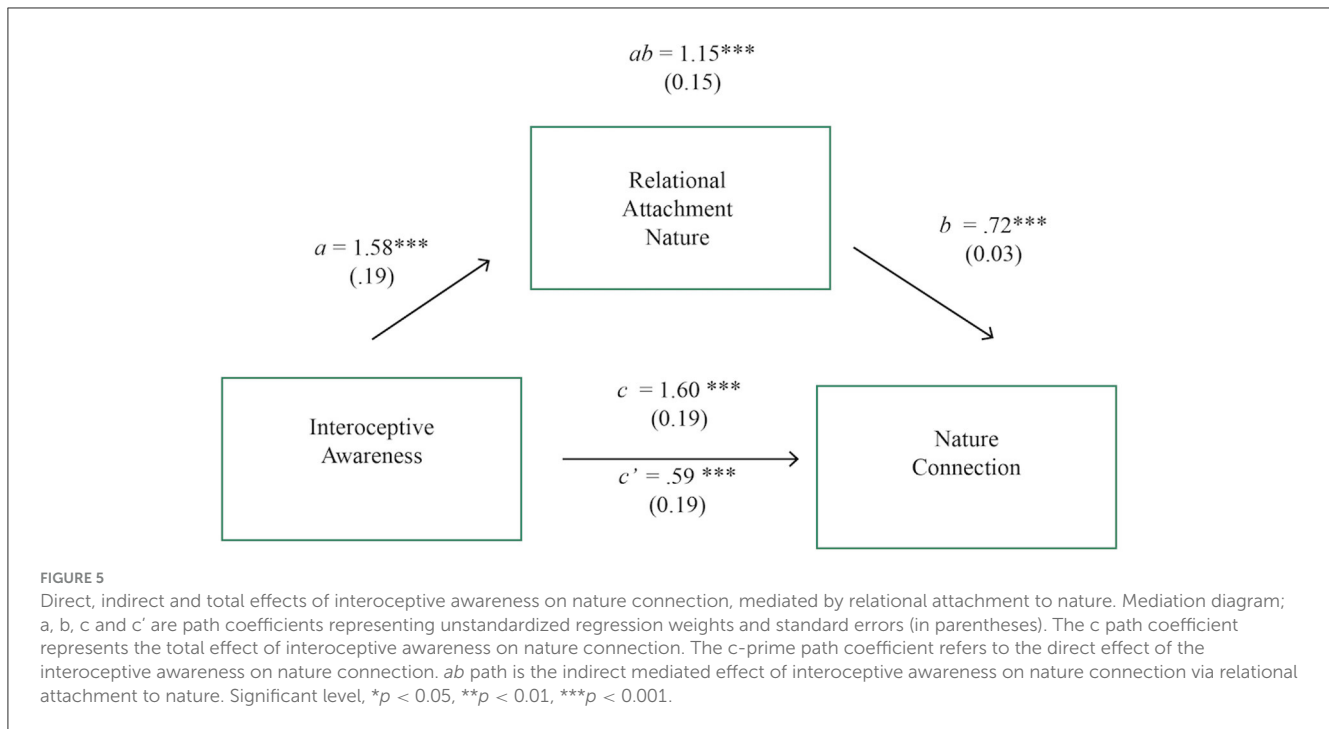 ab = 1.15***
(0.15)
Relational
Attachment
Nature
a = 1.58***
(.19)
b = .72***
(0.03)
Interoceptive
Awareness
c = 1.60 ***
(0.19)
c’ = .59 ***
(0.19)
Nature
Connection
FIGURE 5
Direct, indirect and total effects of interoceptive awareness on nature connection, mediated by relational attachment to nature. Mediation diagram;
a, b, c and c’ are path coefficients representing unstandardized regression weights and standard errors (in parentheses). The c path coefficient
represents the total effect of interoceptive awareness on nature connection. The c-prime path coefficient refers to the direct effect of the
interoceptive awareness on nature connection. ab path is the indirect mediated effect of interoceptive awareness on nature connection via relational
attachment to nature. Significant level, *p < 0.05, **p < 0.01, ***p < 0.001.